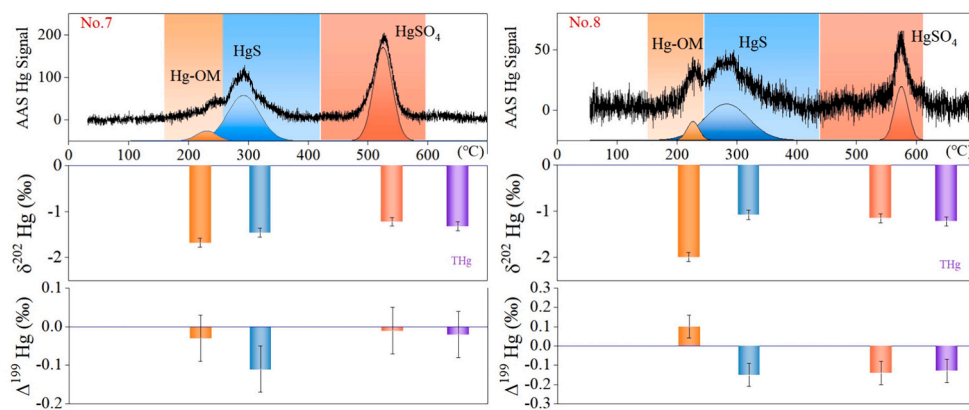 No.7
HgSO₄
HgS
Hg-OM
AAS Hg Signal
200
100
0
0
100
200
300
400
500
600
(℃)
δ²⁰² Hg (‰)
0
-1
-2
THg
Δ¹⁹⁹ Hg (‰)
0.1
0.0
-0.1
-0.2
No.8
HgSO₄
HgS
Hg-OM
AAS Hg Signal
50
0
0
100
200
300
400
500
600
(℃)
δ²⁰² Hg (‰)
0
-1
-2
THg
Δ¹⁹⁹ Hg (‰)
0.3
0.2
0.1
0.0
-0.1
-0.2
0.3